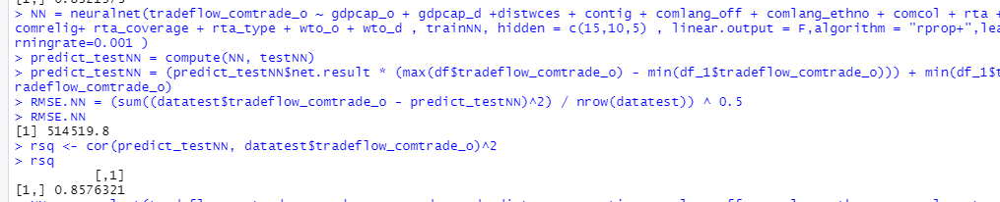 > NN = neuralnet(tradeflow_comtrade_o ~ gdpcap_o + gdpcap_d +distwces + contig + comlang_off + comlang_ethno + comcol + rta +
comrelig+ rta_coverage + rta_type + wto_o + wto_d , trainNN, hidden = c(15,10,5) , linear.output = F,algorithm = "rprop+",lea
rningrate=0.001 )
> predict_testNN = compute(NN, testNN)
> predict_testNN = (predict_testNN$net.result * (max(df$tradeflow_comtrade_o) - min(df_1$tradeflow_comtrade_o))) + min(df_1$t
radeflow_comtrade_o)
> RMSE.NN = (sum((datatest$tradeflow_comtrade_o - predict_testNN)^2) / nrow(datatest)) ^ 0.5
> RMSE.NN
[1] 514519.8
> rsq <- cor(predict_testNN, datatest$tradeflow_comtrade_o)^2
> rsq
[,1]
[1,] 0.8576321